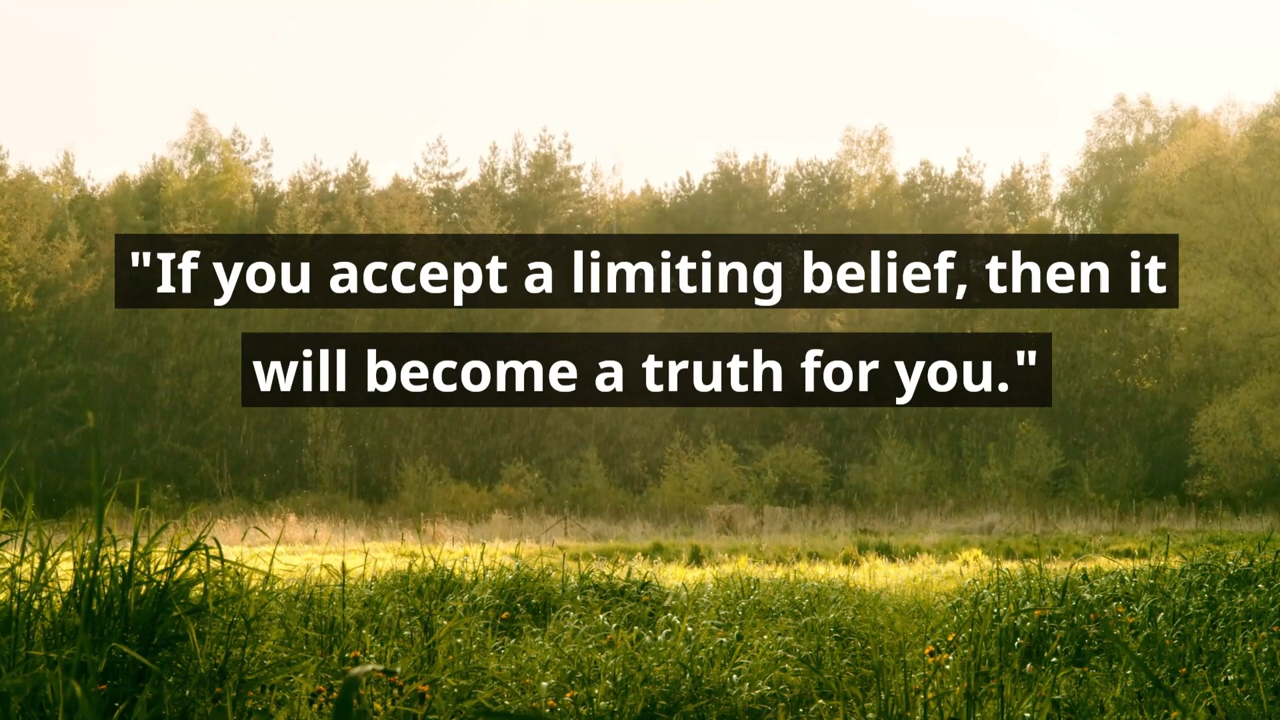 "If you accept a limiting belief, then it
will become a truth for you."